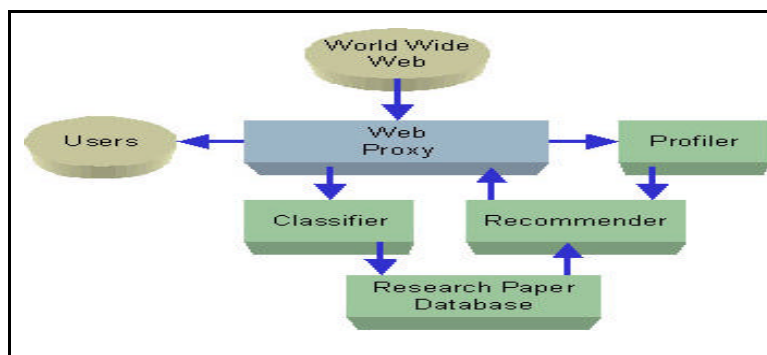 World Wide
Web
Users
Web
Proxy
Profiler
Classifier
Recommender
Research Paper
Database